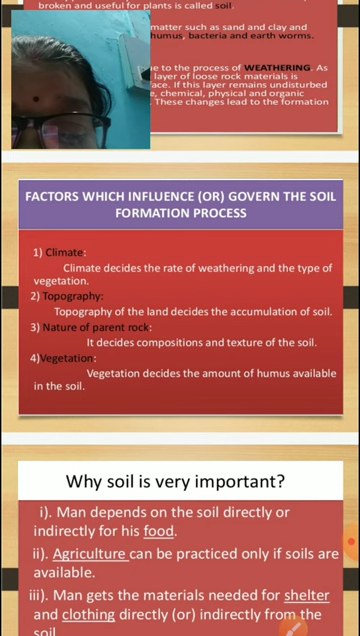 broken and useful for plants is called soil.
matter such as sand and clay and
humus, bacteria and earth worms.
ue to the process of WEATHERING. As
layer of loose rock materials is
ace. If this layer remains undisturbed
e, chemical, physical and organic
. These changes lead to the formation
FACTORS WHICH INFLUENCE (OR) GOVERN THE SOIL
FORMATION PROCESS
1) Climate:
Climate decides the rate of weathering and the type of
vegetation.
2) Topography:
Topography of the land decides the accumulation of soil.
3) Nature of parent rock:
It decides compositions and texture of the soil.
4)Vegetation:
Vegetation decides the amount of humus available
in the soil.
Why soil is very important?
i). Man depends on the soil directly or
indirectly for his food.
ii). Agriculture can be practiced only if soils are
available.
iii). Man gets the materials needed for shelter
and clothing directly (or) indirectly from the
soil